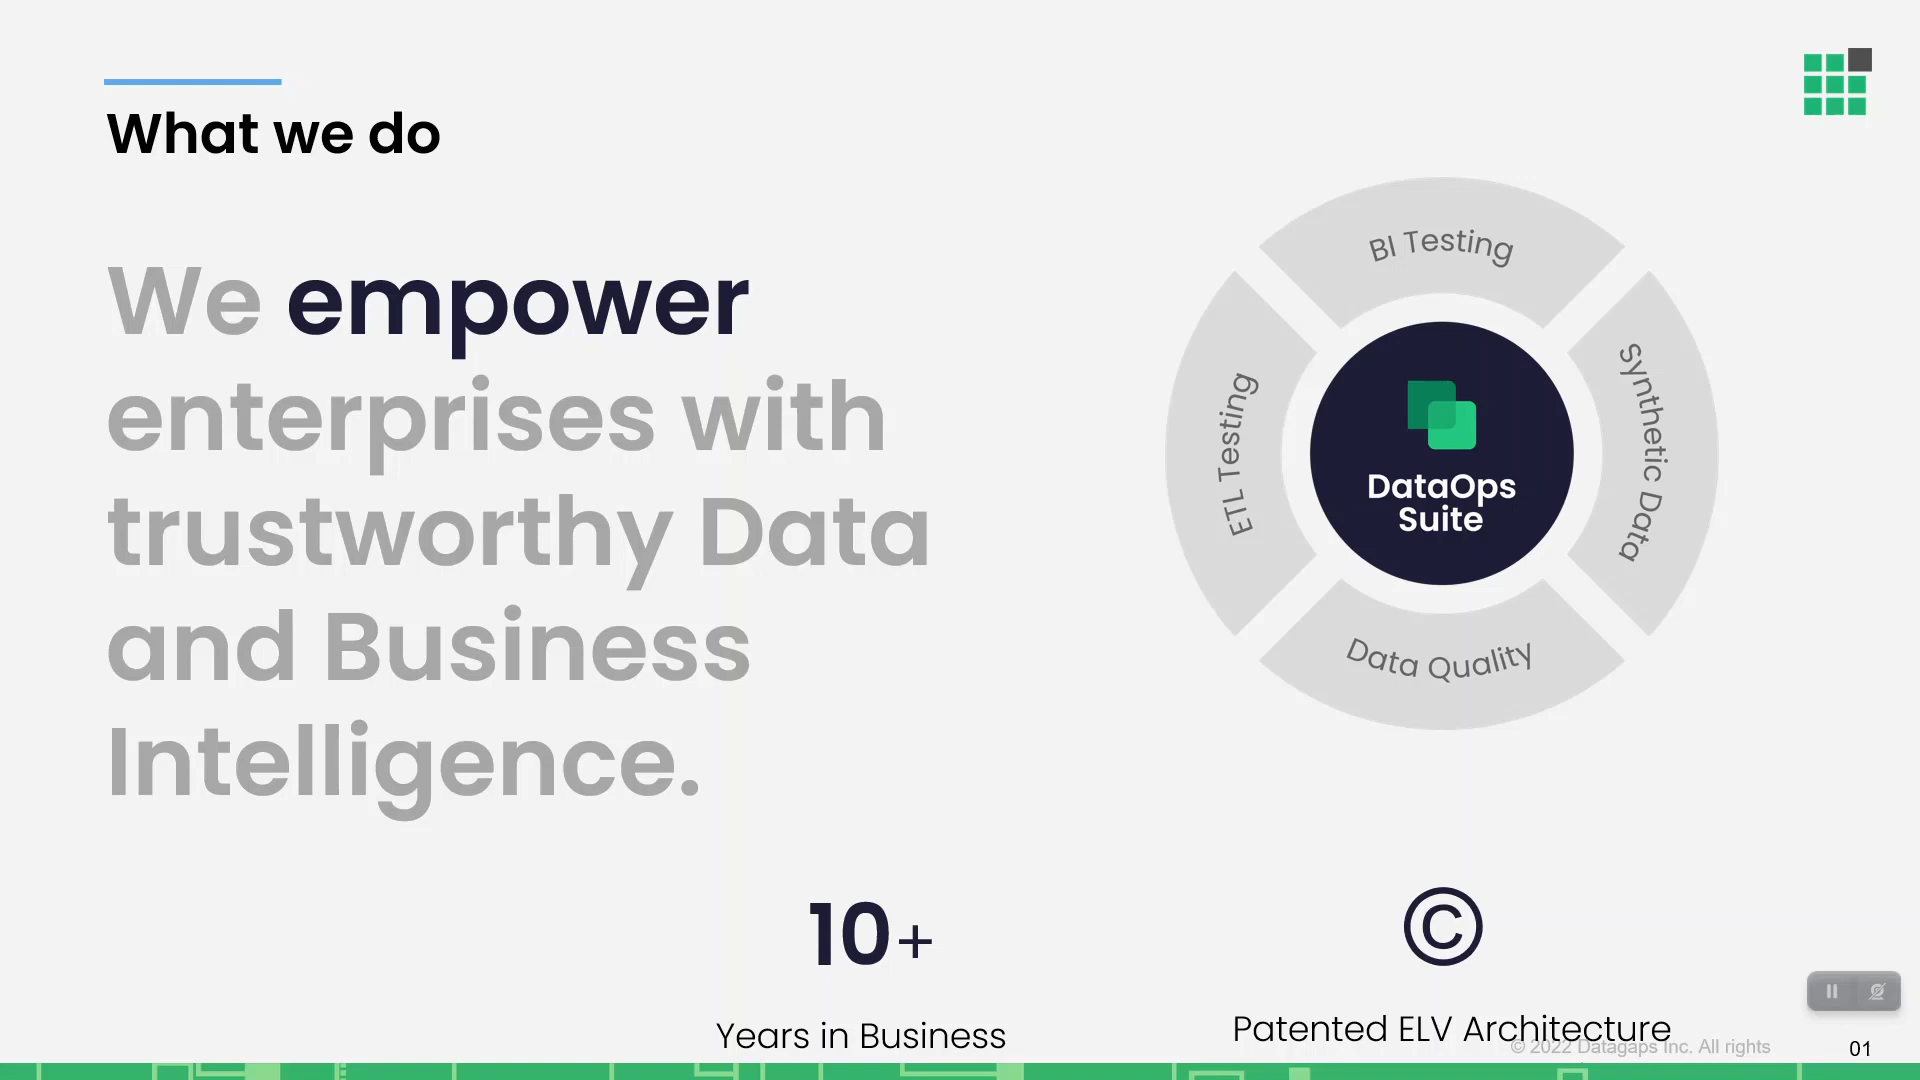 What we do
We empower
enterprises with
trustworthy Data
and Business
Intelligence.
BI Testing
ETL Testing
Synthetic Data
DataOps
Suite
Data Quality
10+
Years in Business
©
Patented ELV Architecture
© 2022 Datagaps Inc. All rights
01